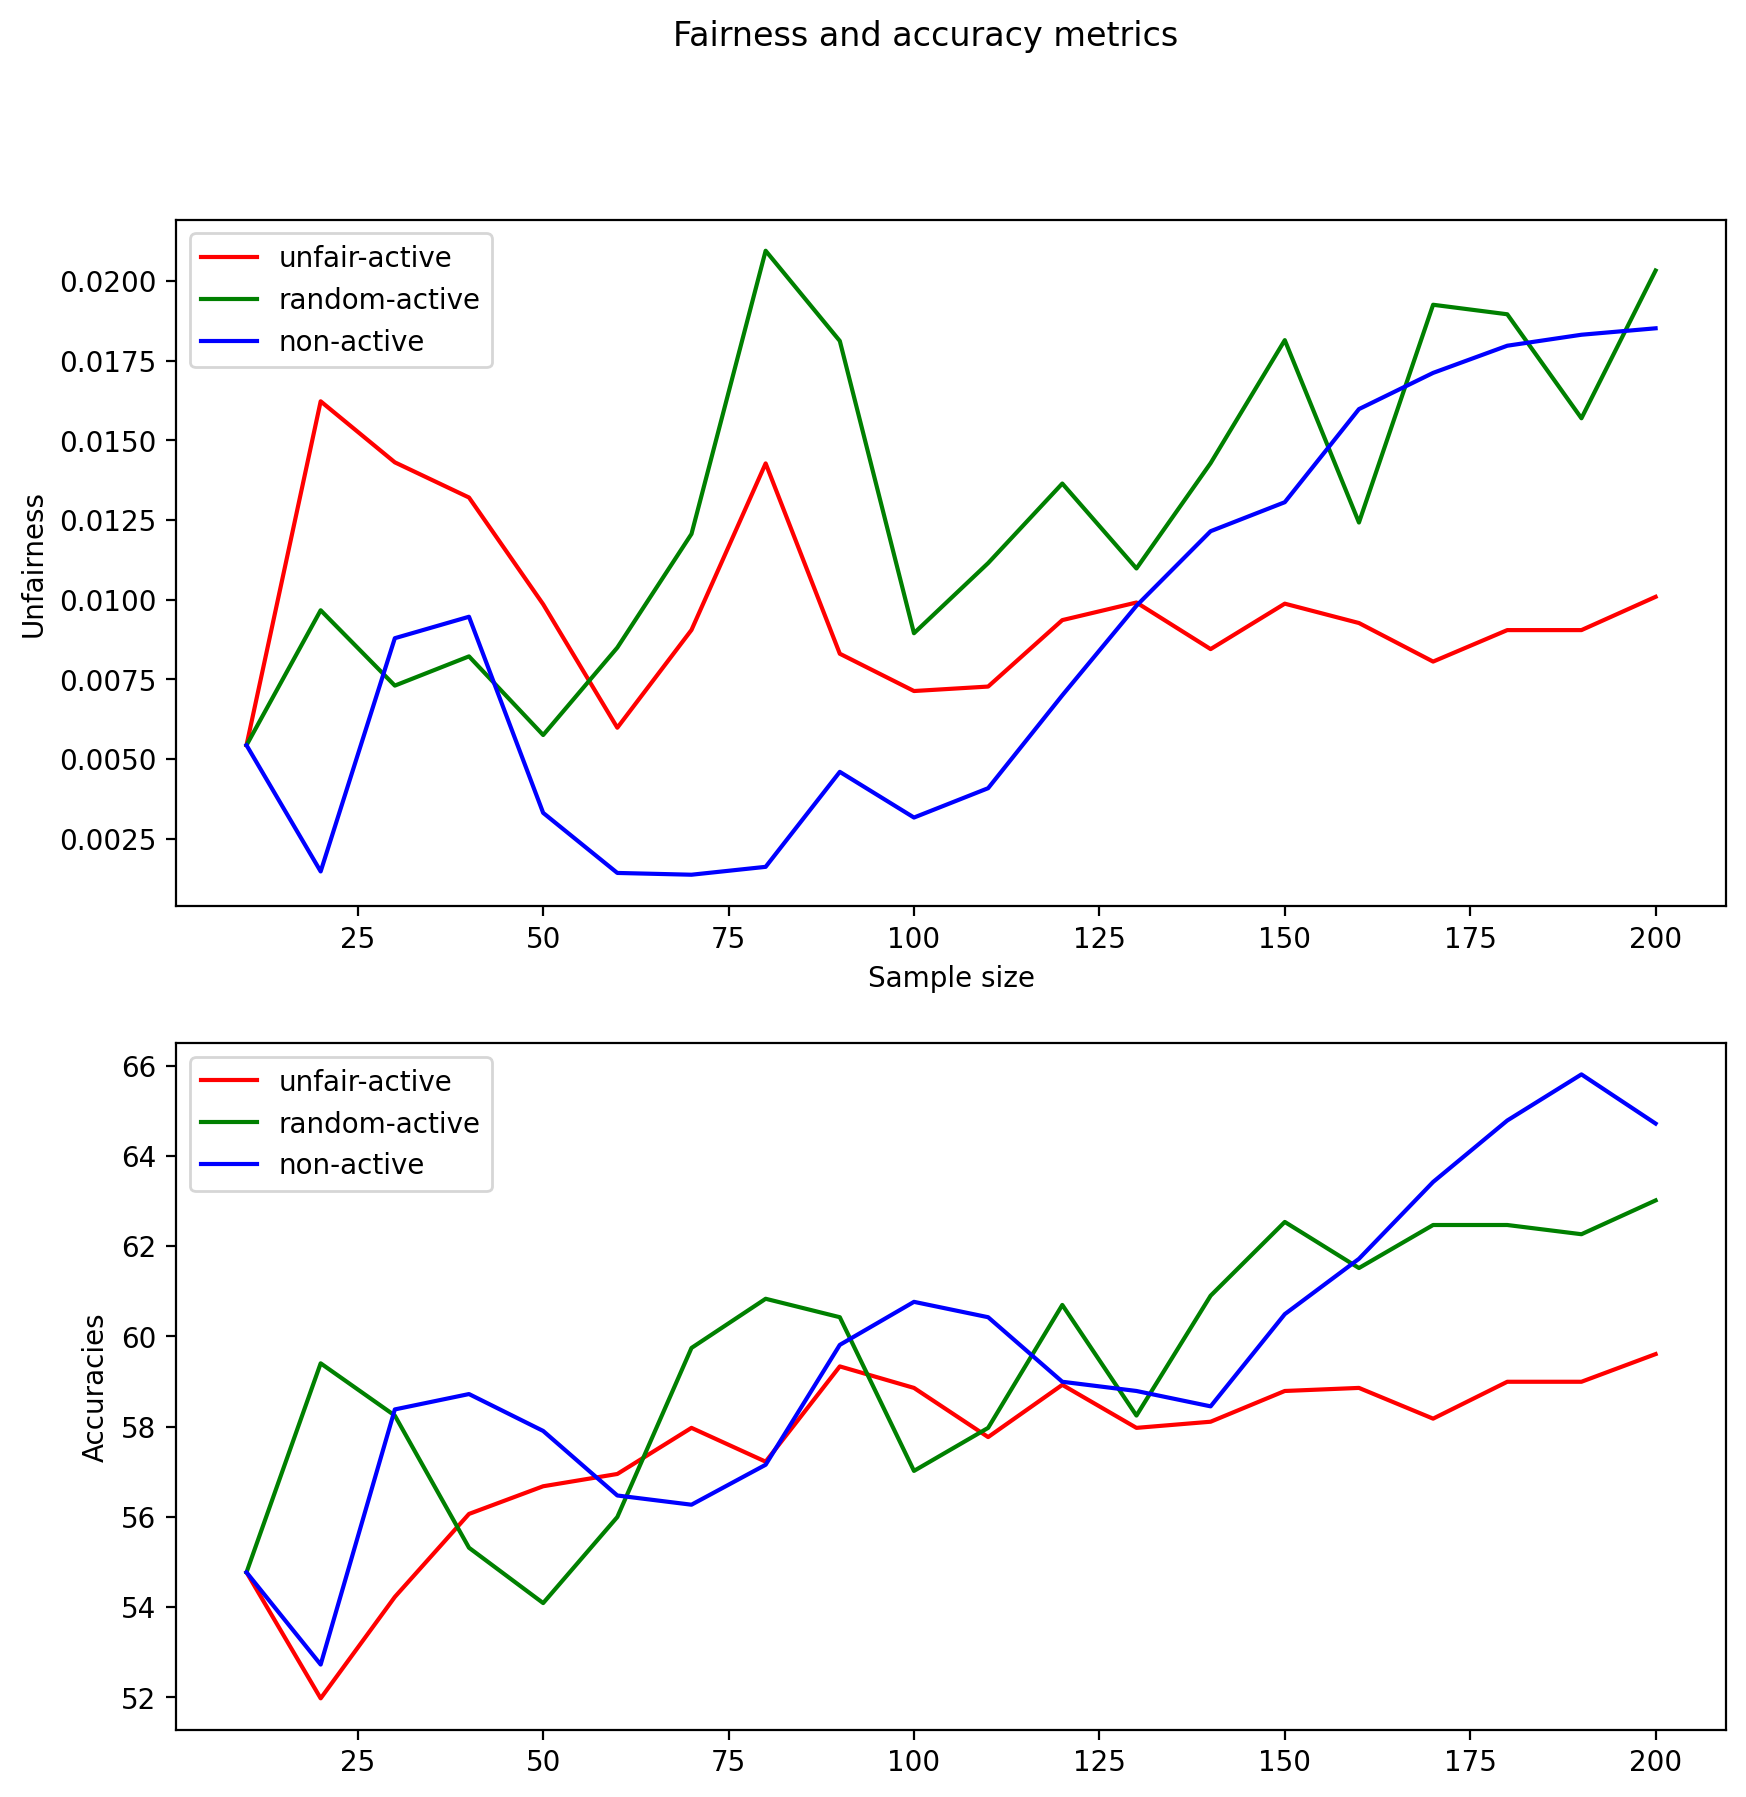 Fairness and accuracy metrics
unfair-active
random-active
non-active
0.0200
0.0175
0.0150
0.0125
0.0100
0.0075
0.0050
0.0025
Unfairness
25 50 75 100 125 150 175 200
Sample size
unfair-active
random-active
non-active
66
64
62
60
58
56
54
52
Accuracies
25 50 75 100 125 150 175 200